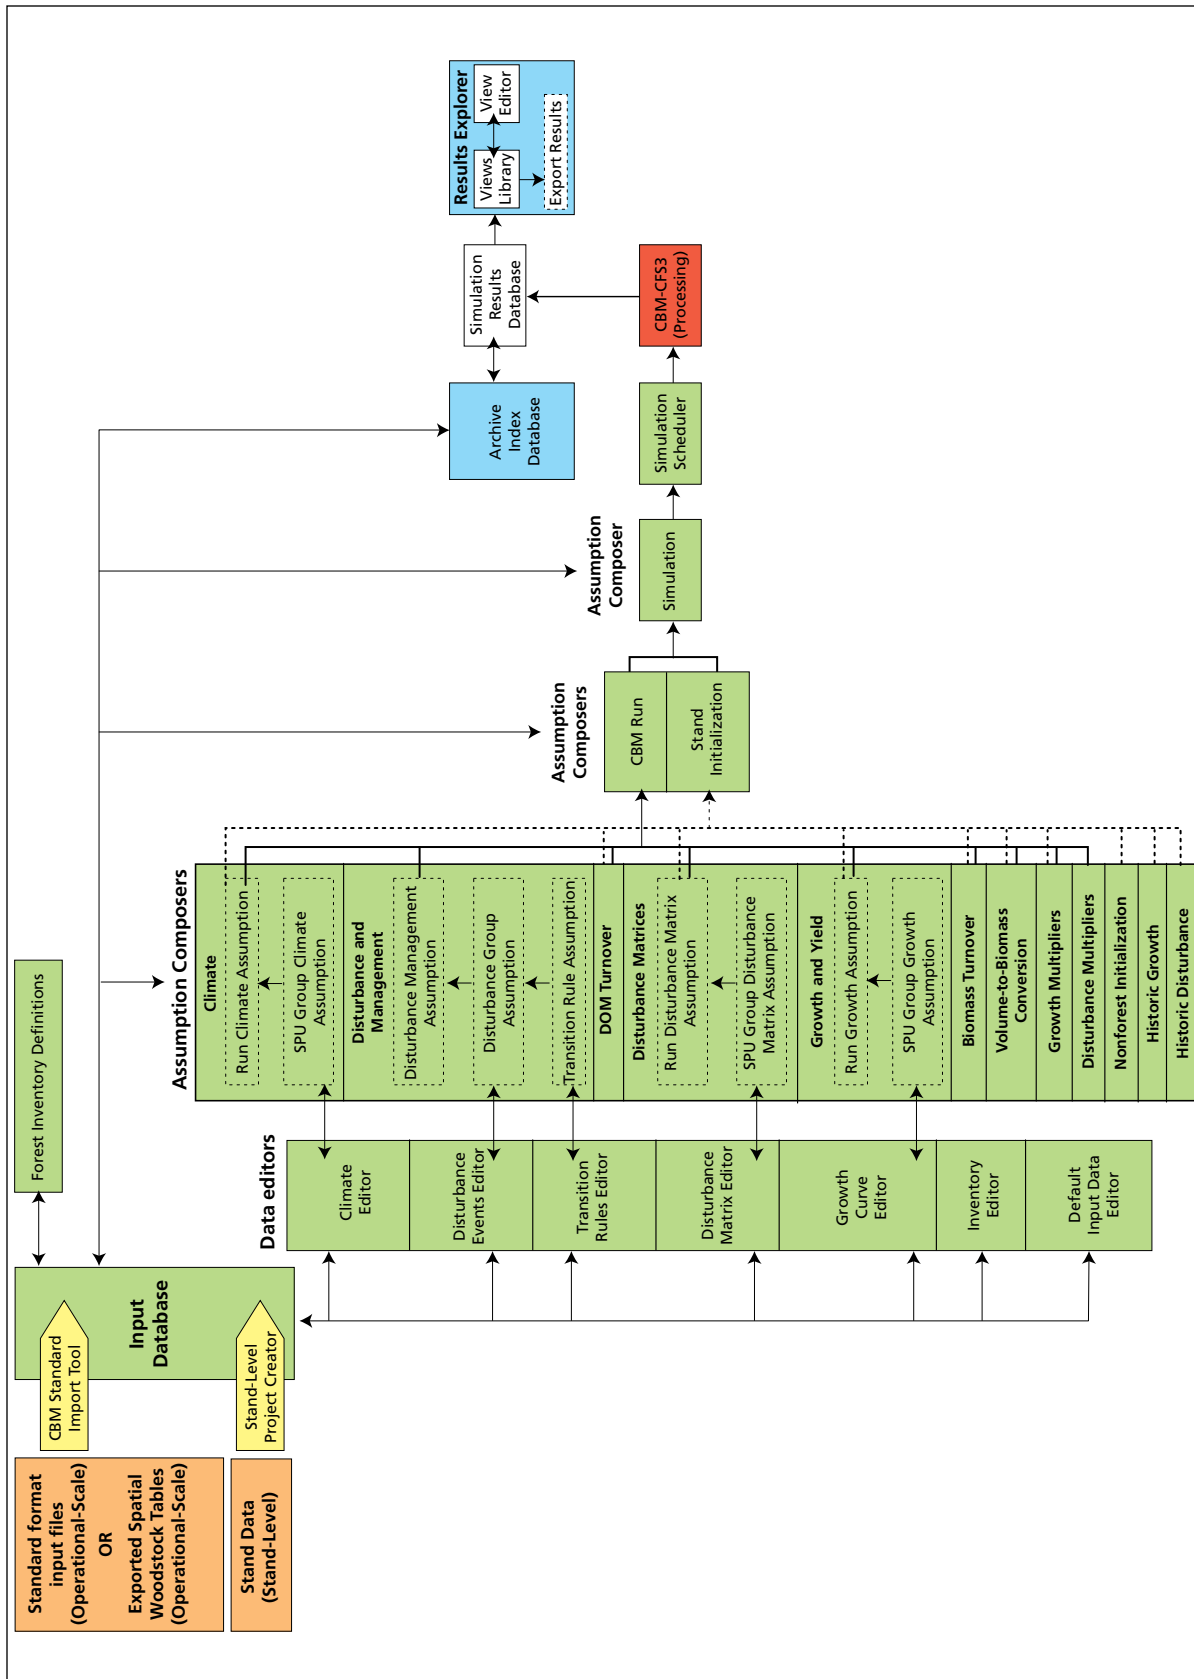 Standard format
input files
(Operational-Scale)
OR
Exported Spatial
Woodstock Tables
(Operational-Scale)
Stand Data
(Stand-Level)
CBM Standard
Import Tool
Stand-Level
Project Creator
Input
Database
Forest Inventory Definitions
Data editors
Climate
Editor
Disturbance
Events Editor
Transition
Rules Editor
Disturbance
Matrix Editor
Growth
Curve
Editor
Inventory
Editor
Default
Input Data
Editor
Assumption Composers
Climate
Run Climate Assumption
SPU Group Climate
Assumption
Disturbance and
Management
Disturbance Management
Assumption
Disturbance Group
Assumption
Transition Rule Assumption
DOM Turnover
Disturbance Matrices
Run Disturbance Matrix
Assumption
SPU Group Disturbance
Matrix Assumption
Growth and Yield
Run Growth Assumption
SPU Group Growth
Assumption
Biomass Turnover
Volume-to-Biomass
Conversion
Growth Multipliers
Disturbance Multipliers
Nonforest Initialization
Historic Growth
Historic Disturbance
Assumption
Composers
CBM Run
Stand
Initialization
Assumption
Composer
Simulation
Simulation
Scheduler
CBM-CFS3
(Processing)
Archive
Index
Database
Simulation
Results
Database
Results Explorer
Views
Library
View
Editor
Export Results